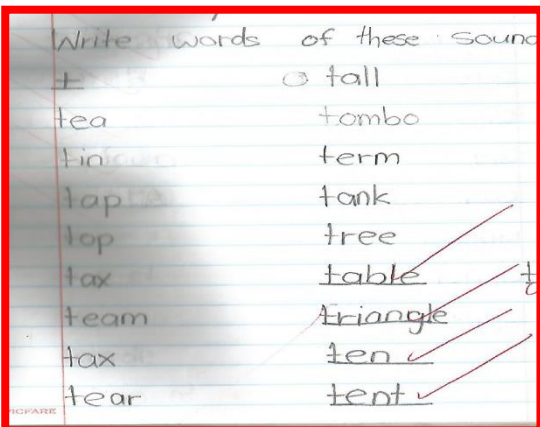 Write words of these sound
t
tall
tea
tombo
tin
term
tap
tank
top
tree
tax
table
team
triangle
tax
ten
tear
tent
PICFARE